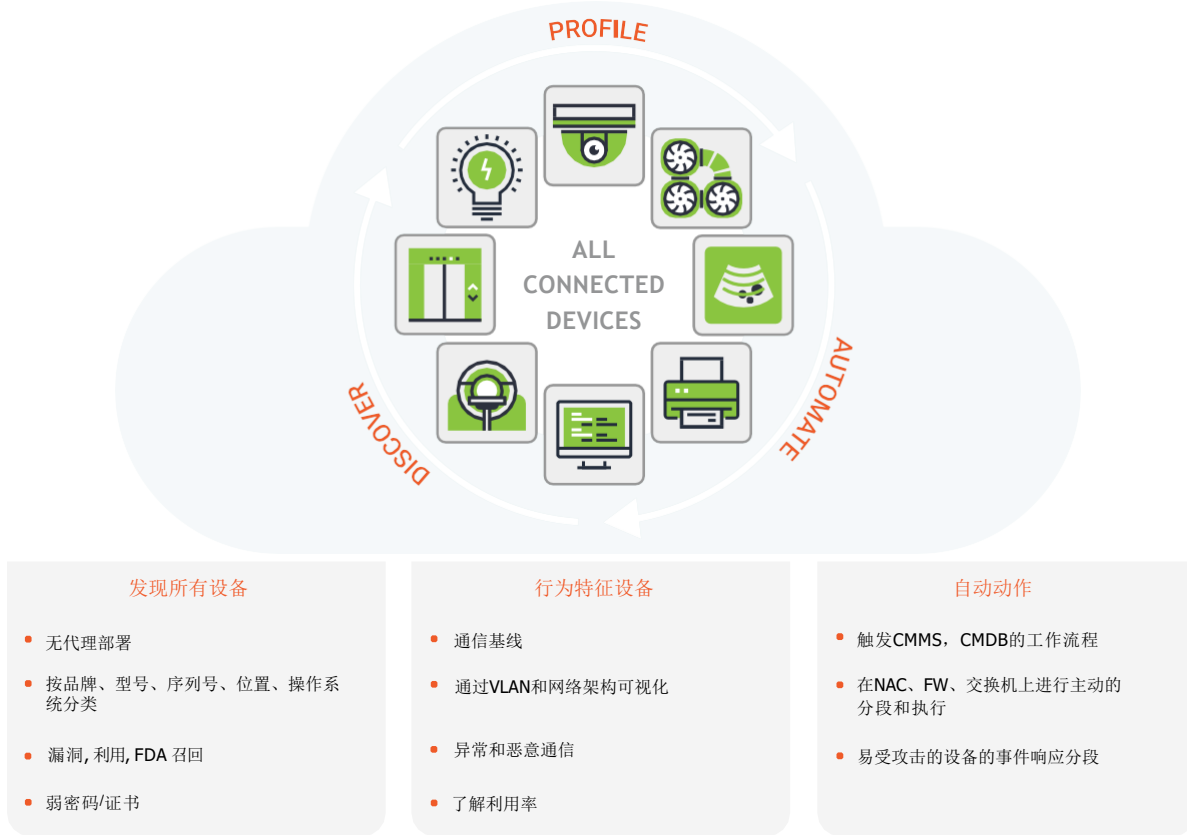 PROFILE
ALL
CONNECTED
DEVICES
DISCOVER
AUTOMATE
发现所有设备
无代理部署
按品牌、型号、序列号、位置、操作系
统分类
漏洞, 利用, FDA 召回
弱密码/证书
行为特征设备
通信基线
通过VLAN和网络架构可视化
异常和恶意通信
了解利用率
自动动作
触发CMMS，CMDB的工作流程
在NAC、FW、交换机上进行主动的
分段和执行
易受攻击的设备的事件响应分段